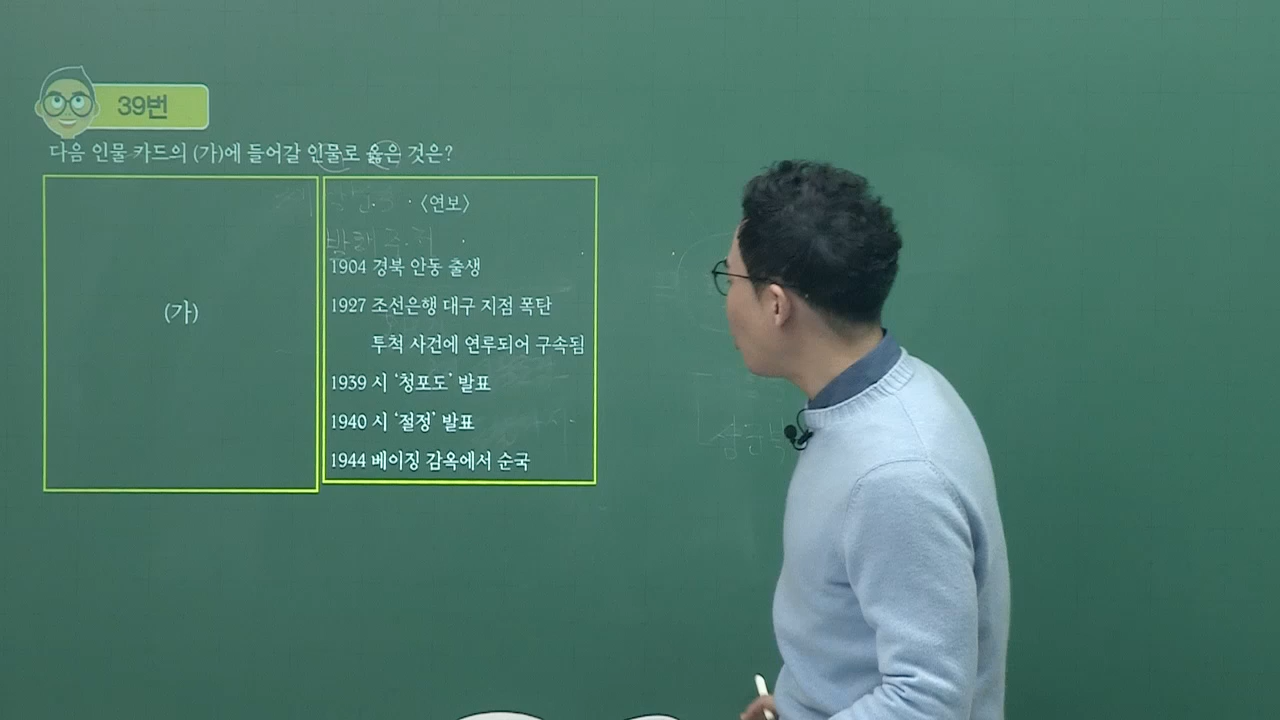 39번
다음 인물 카드의 (가)에 들어갈 인물로 옳은 것은?
(가)
〈연보〉
1904 경북 안동 출생
1927 조선은행 대구 지점 폭탄
투척 사건에 연루되어 구속됨
1939 시 ‘청포도’ 발표
1940 시 ‘절정’ 발표
1944 베이징 감옥에서 순국